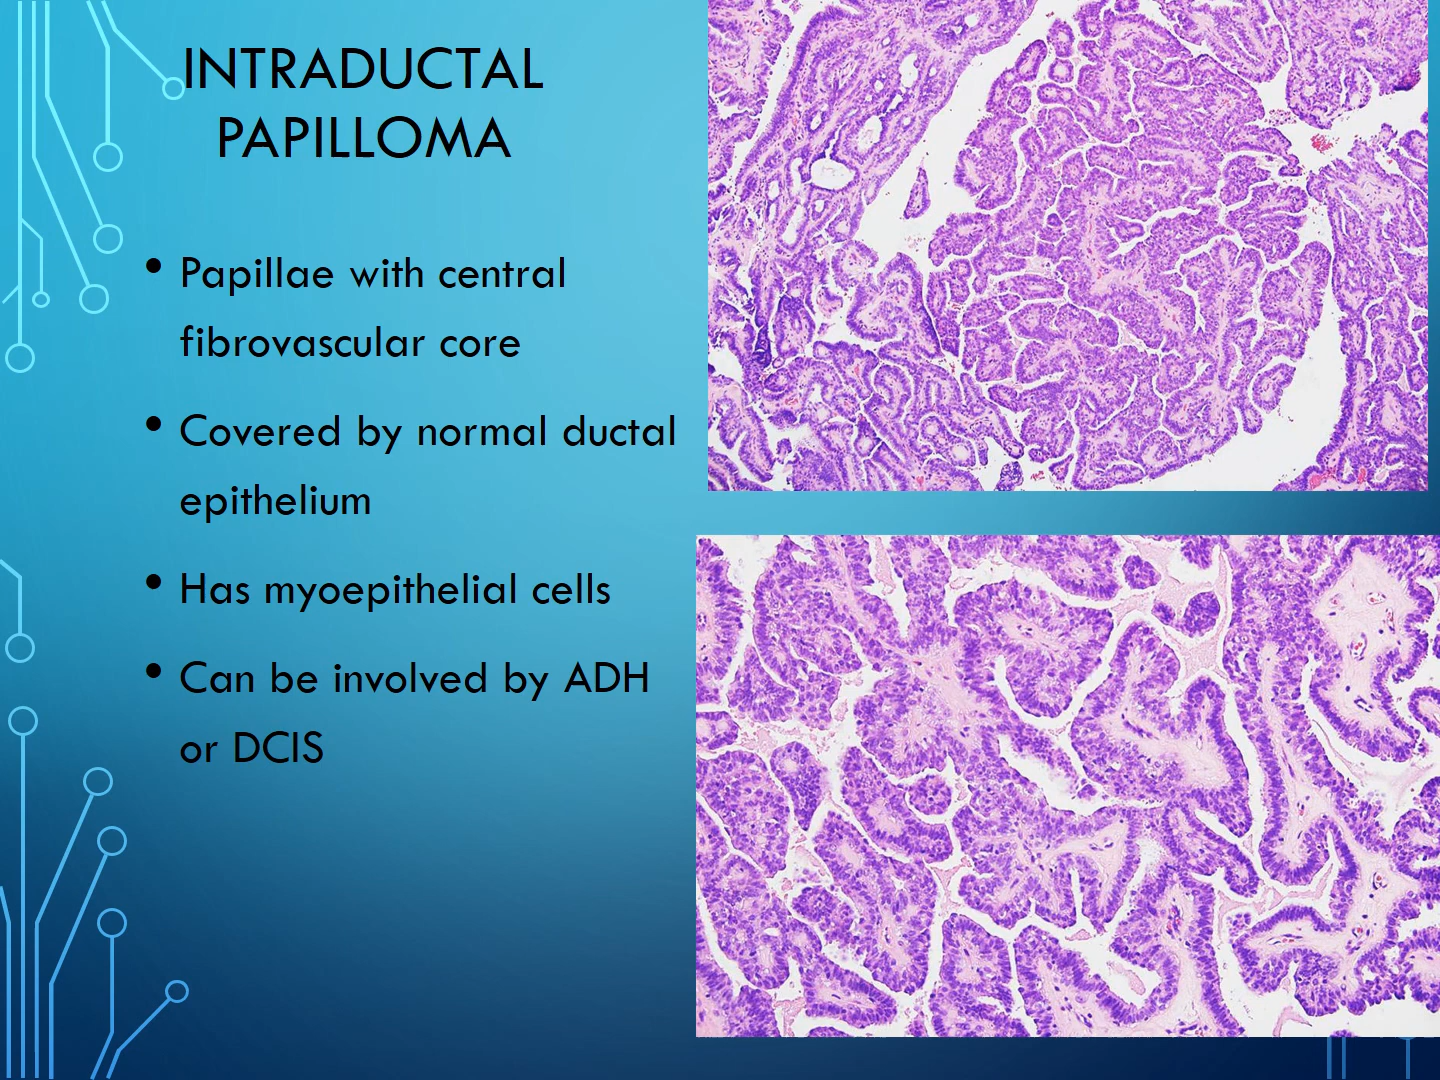 INTRADUCTAL
PAPILLOMA
• Papillae with central
fibrovascular core
• Covered by normal ductal
epithelium
• Has myoepithelial cells
• Can be involved by ADH
or DCIS